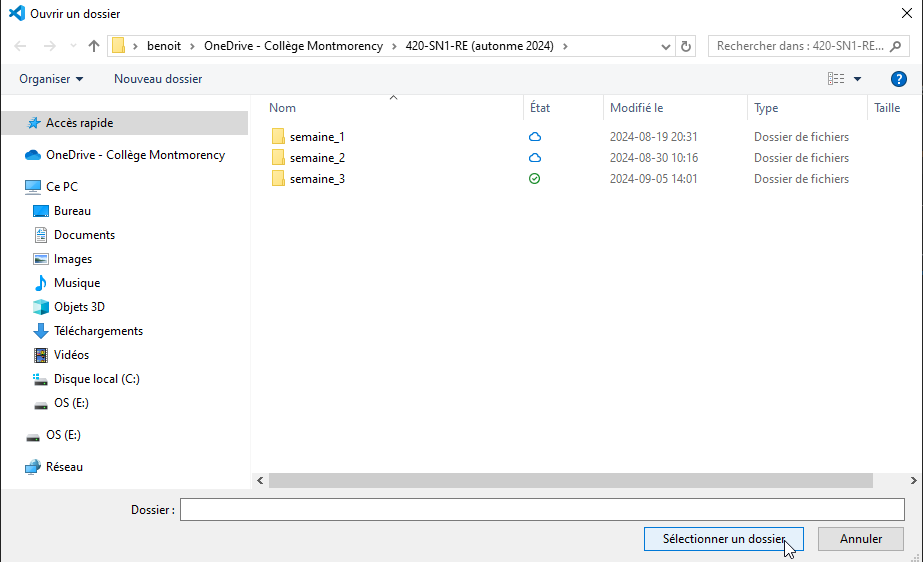 Ouvrir un dossier
benoit > OneDrive - Collège Montmorency > 420-SN1-RE (autonme 2024) >
Rechercher dans : 420-SN1-RE...
Organiser
Nouveau dossier
?
Nom État Modifié le Type Taille
Accès rapide
OneDrive - Collège Montmorency
Ce PC
Bureau
Documents
Images
Musique
Objets 3D
Téléchargements
Vidéos
Disque local (C:)
OS (E:)
OS (E:)
Réseau
semaine_1 2024-08-19 20:31 Dossier de fichiers
semaine_2 2024-08-30 10:16 Dossier de fichiers
semaine_3 2024-09-05 14:01 Dossier de fichiers
Dossier :
Sélectionner un dossier
Annuler